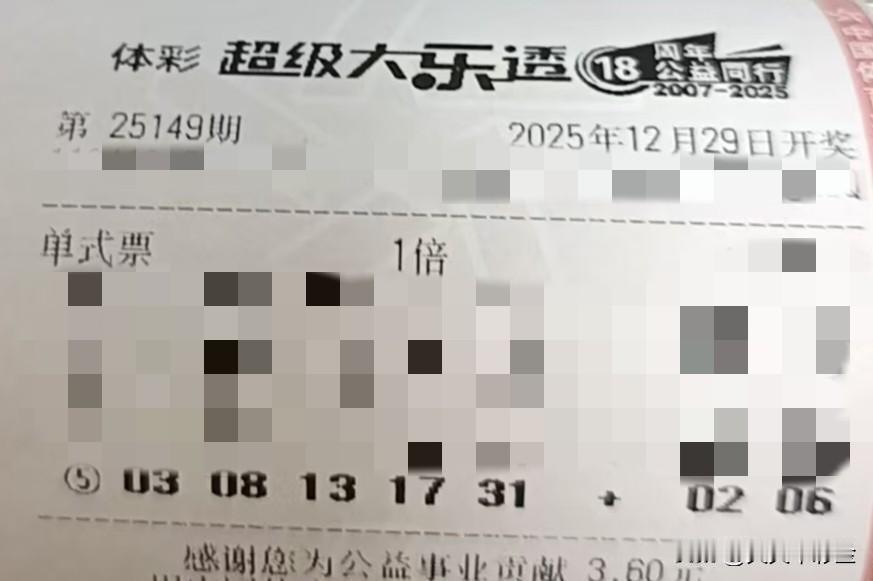 体彩 超级大乐透 18 周年 公益同行 2007-2025
第 25149期 2025年12月29日开奖
单式票 1倍
⑤ 03 08 13 17 31 + 02 06
感谢您为公益事业贡献 3.60元